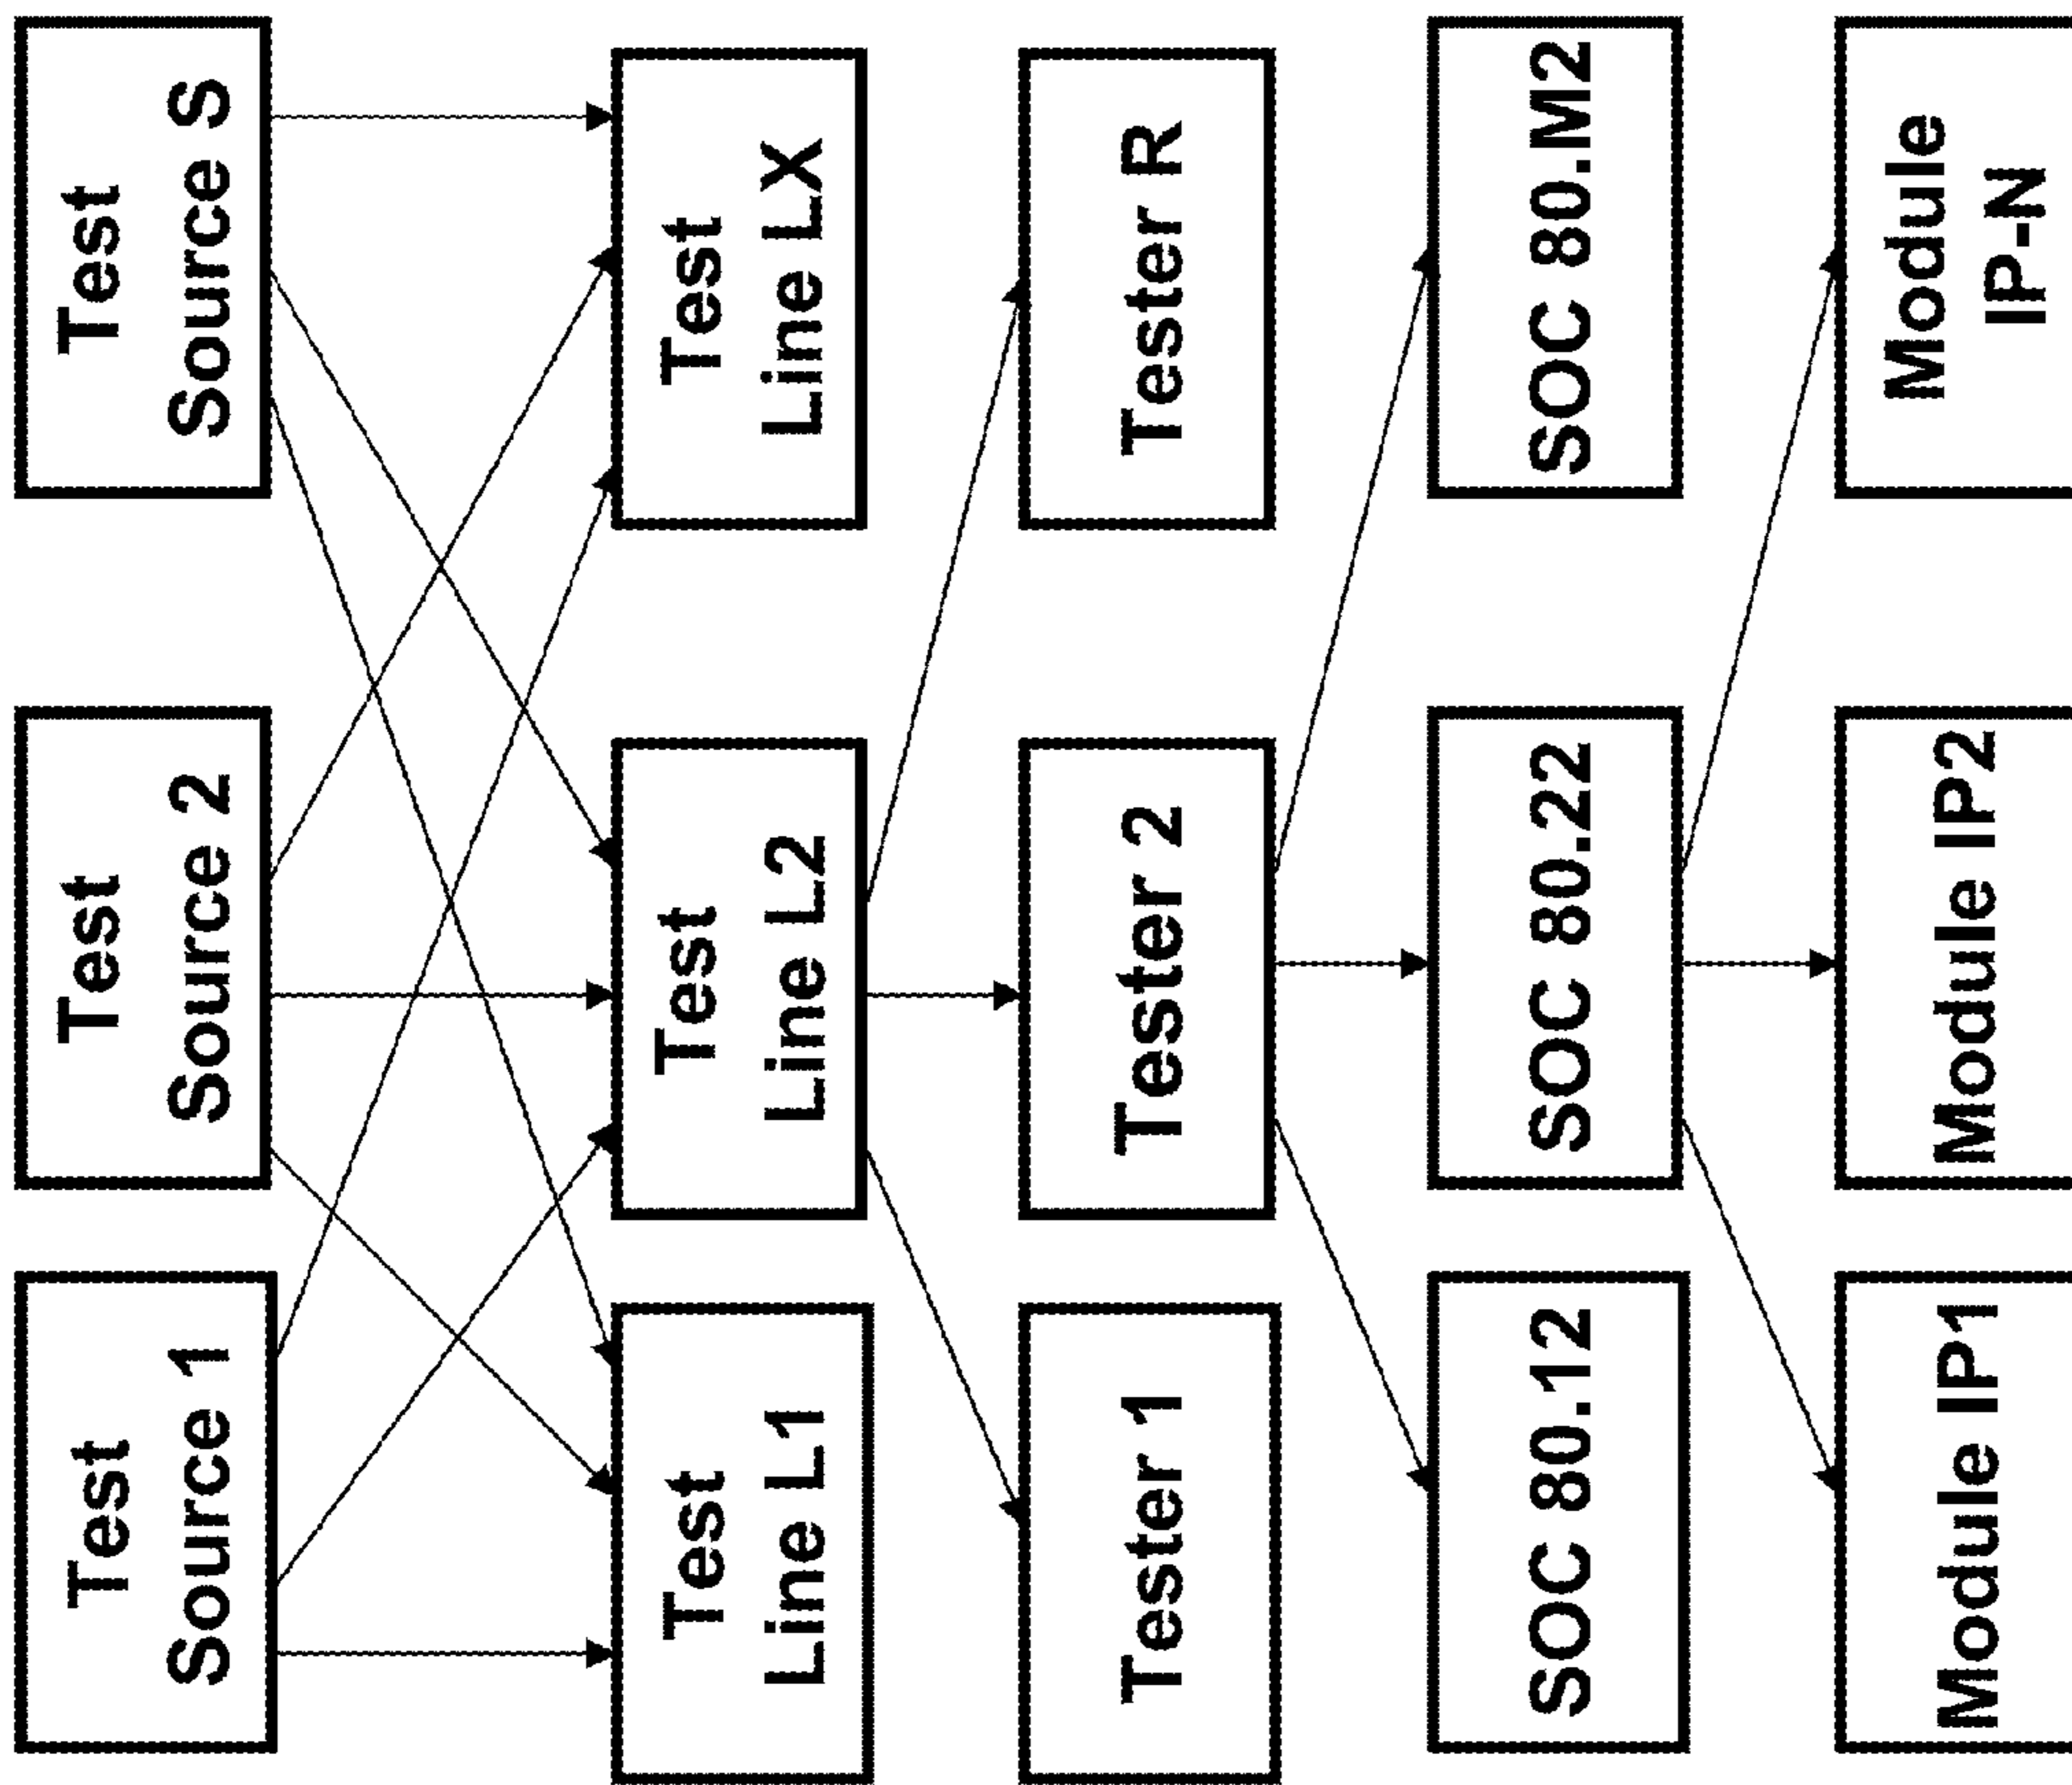 Test
Source 1
Test
Source 2
Test
Source S
Test
Line L1
Test
Line L2
Test
Line LX
Tester 1
Tester 2
Tester R
SOC 80.12
SOC 80.22
SOC 80.M2
Module IP1
Module IP2
Module
IP-N